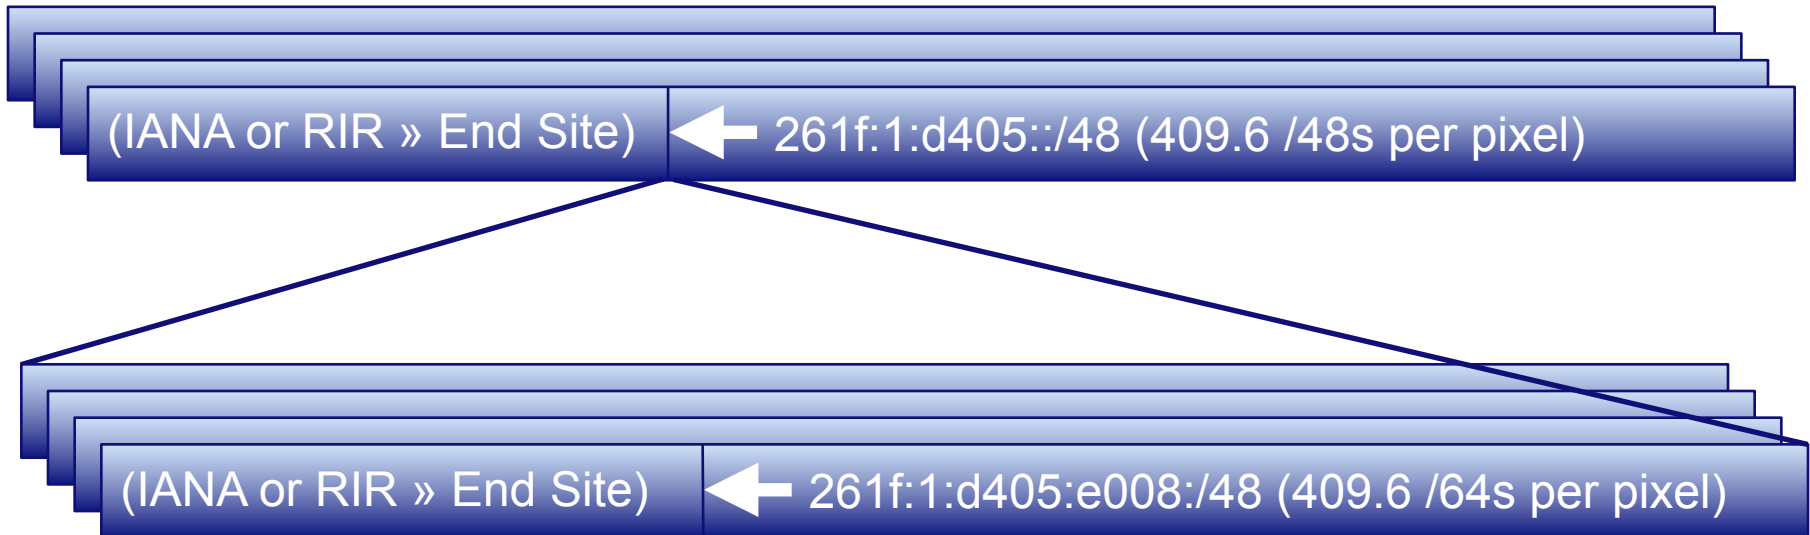 (IANA or RIR » End Site) 261f:1:d405::/48 (409.6 /48s per pixel)
(IANA or RIR » End Site) 261f:1:d405:e008:/48 (409.6 /64s per pixel)